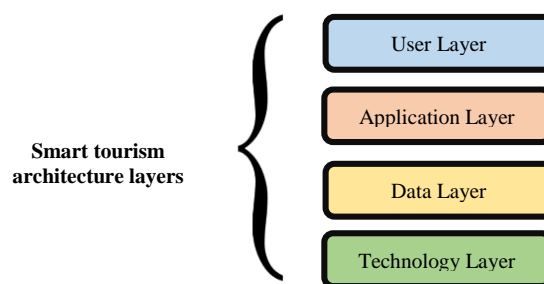 Smart tourism
architecture layers
User Layer
Application Layer
Data Layer
Technology Layer